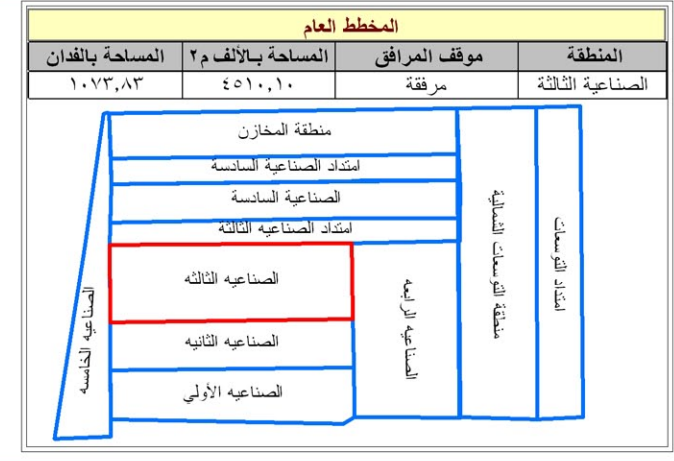 المخطط العام
المنطقة
موقف المرافق
المساحة بالألف م٢
المساحة بالفدان
الصناعية الثالثة
مرفقة
٤٥١٠,١٠
١٠٧٣,٨٣
منطقة المخازن
امتداد الصناعية السادسة
الصناعية السادسة
امتداد الصناعيه الثالثة
الصناعيه الثالثه
الصناعيه الثانيه
الصناعيه الأولي
الصناعيه الرابعه
منطقة التوسعات الشمالية
امتداد التوسعات
الصناعيه الخامسه